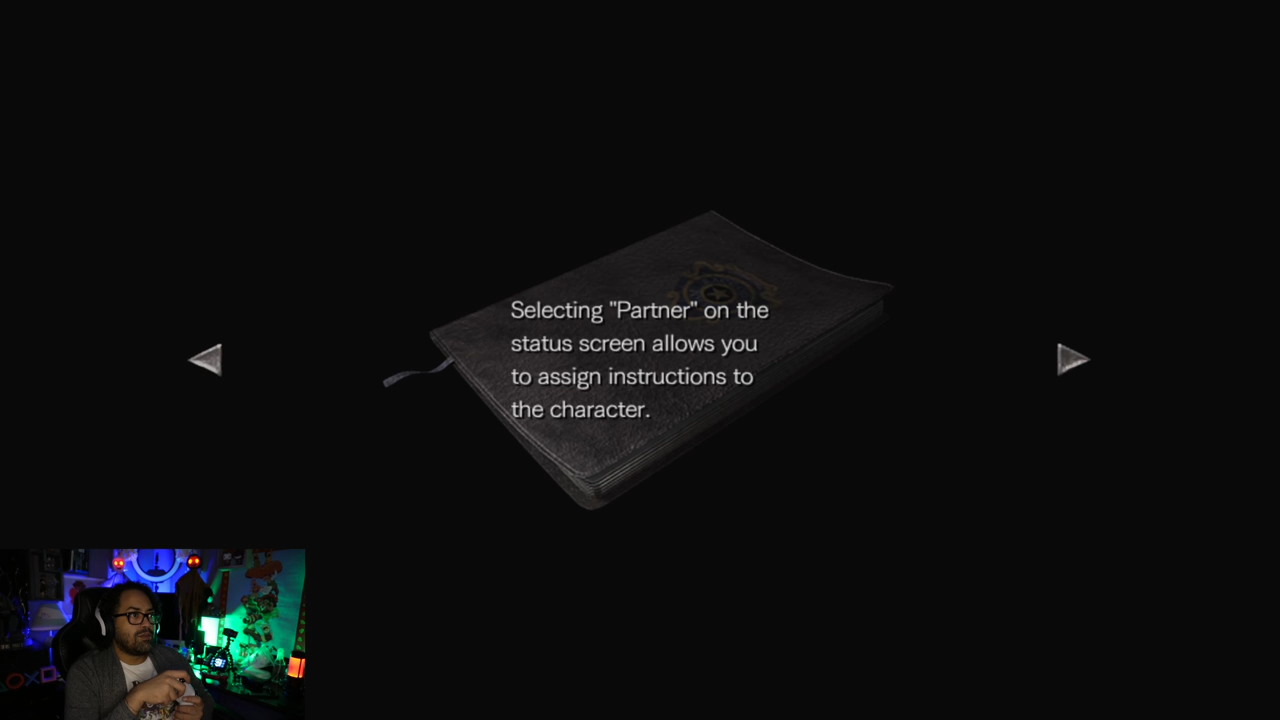 Selecting "Partner" on the
status screen allows you
to assign instructions to
the character.